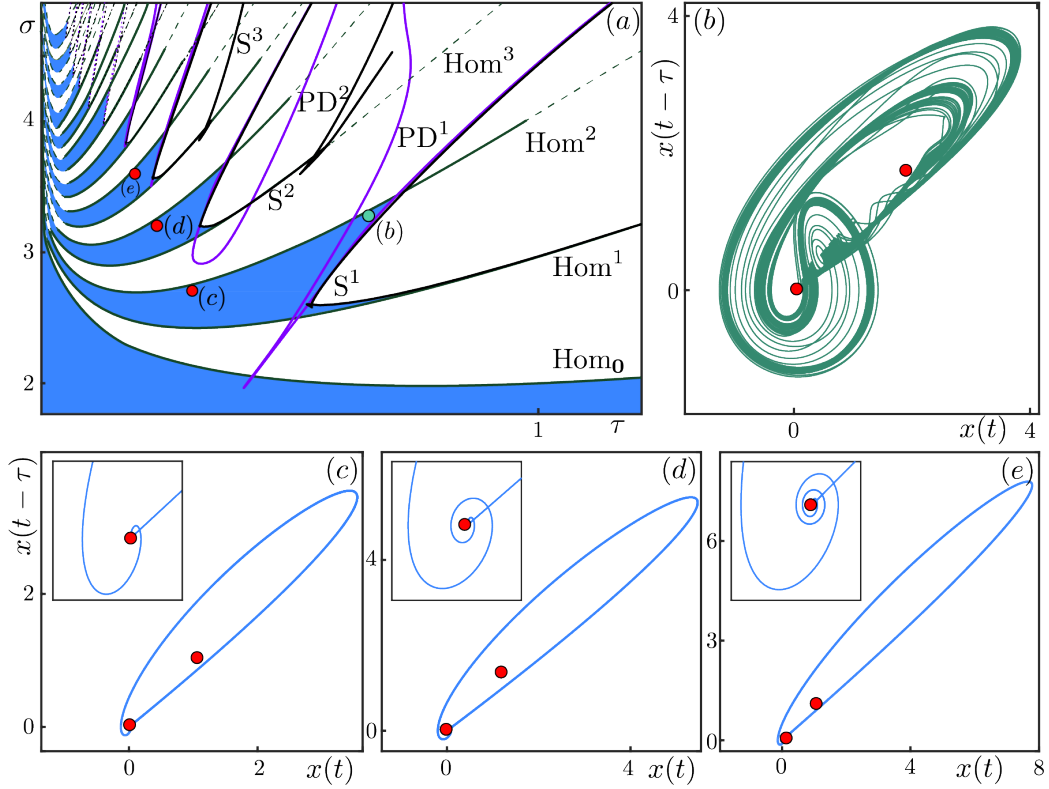 σ
4
3
2
1
τ
(a)
S³
PD²
Hom³
PD¹
Hom²
S²
(e)
(d)
(b)
(c)
S¹
Hom¹
Hom₀
(b)
x(t − τ)
4
0
0
x(t)
4
(c)
x(t − τ)
2
0
0
2
x(t)
(d)
4
0
0
4
x(t)
(e)
6
3
0
0
4
x(t)
8